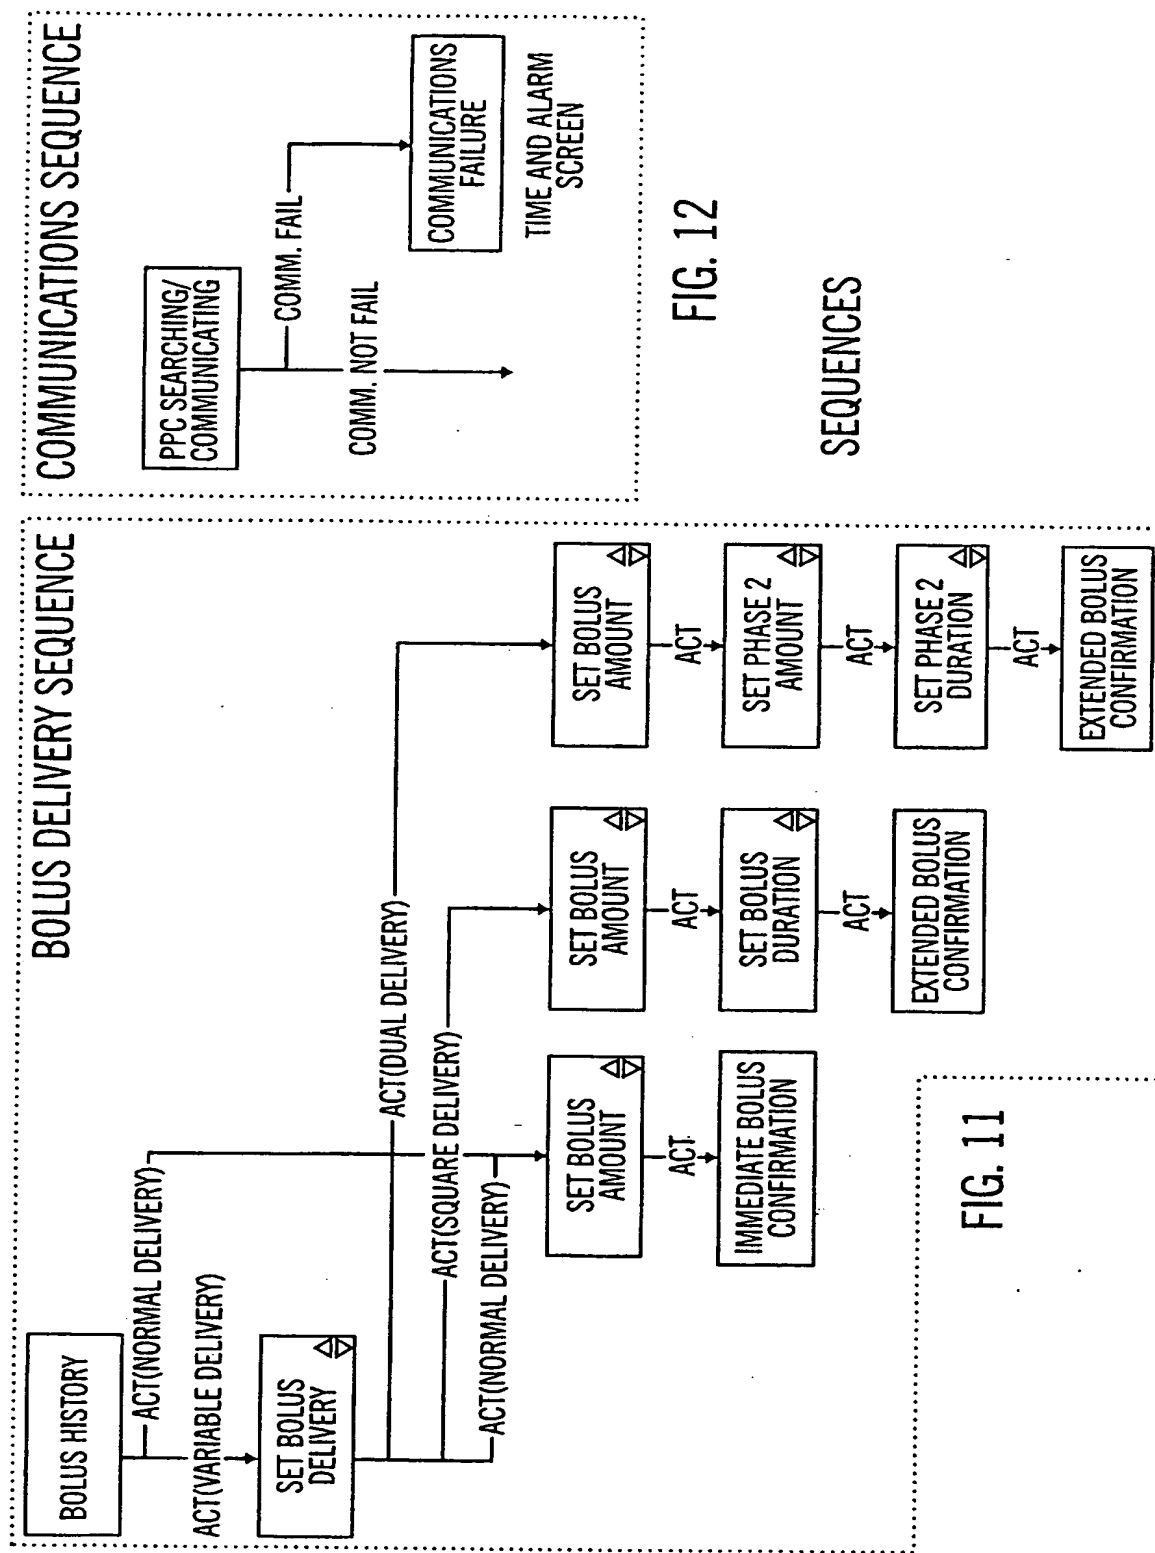 BOLUS DELIVERY SEQUENCE
BOLUS HISTORY
ACT(NORMAL DELIVERY)
ACT(VARIABLE DELIVERY)
SET BOLUS
DELIVERY
ACT(DUAL DELIVERY)
ACT(SQUARE DELIVERY)
ACT(NORMAL DELIVERY)
SET BOLUS
AMOUNT
ACT
IMMEDIATE BOLUS
CONFIRMATION
SET BOLUS
AMOUNT
ACT
SET BOLUS
DURATION
ACT
EXTENDED BOLUS
CONFIRMATION
SET BOLUS
AMOUNT
ACT
SET PHASE 2
AMOUNT
ACT
SET PHASE 2
DURATION
ACT
EXTENDED BOLUS
CONFIRMATION
FIG. 11
COMMUNICATIONS SEQUENCE
PPC SEARCHING/
COMMUNICATING
COMM. FAIL
COMM. NOT FAIL
COMMUNICATIONS
FAILURE
TIME AND ALARM
SCREEN
FIG. 12
SEQUENCES